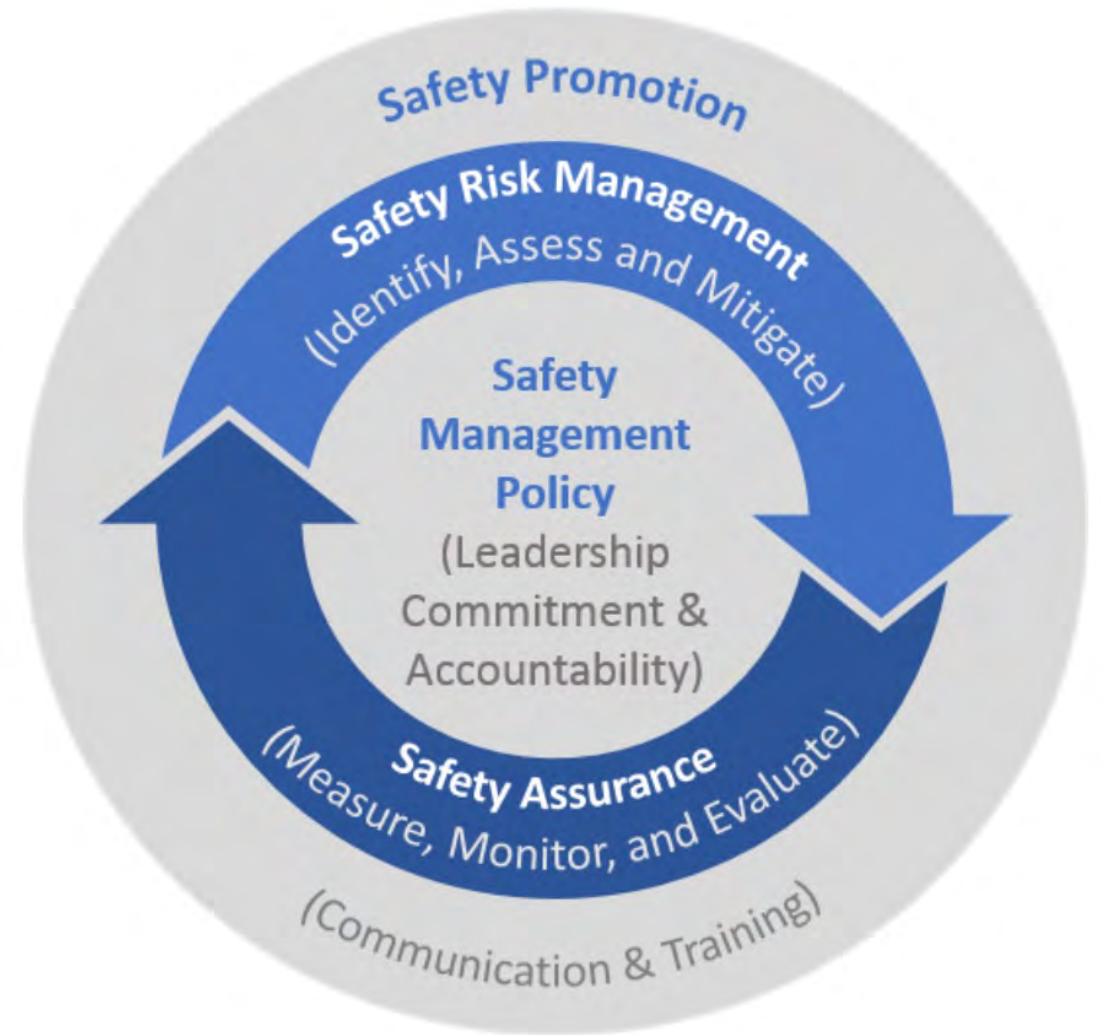 Safety Promotion
Safety Risk Management
(Identify, Assess and Mitigate)
Safety
Management
Policy
(Leadership
Commitment &
Accountability)
Safety Assurance
(Measure, Monitor, and Evaluate)
(Communication & Training)